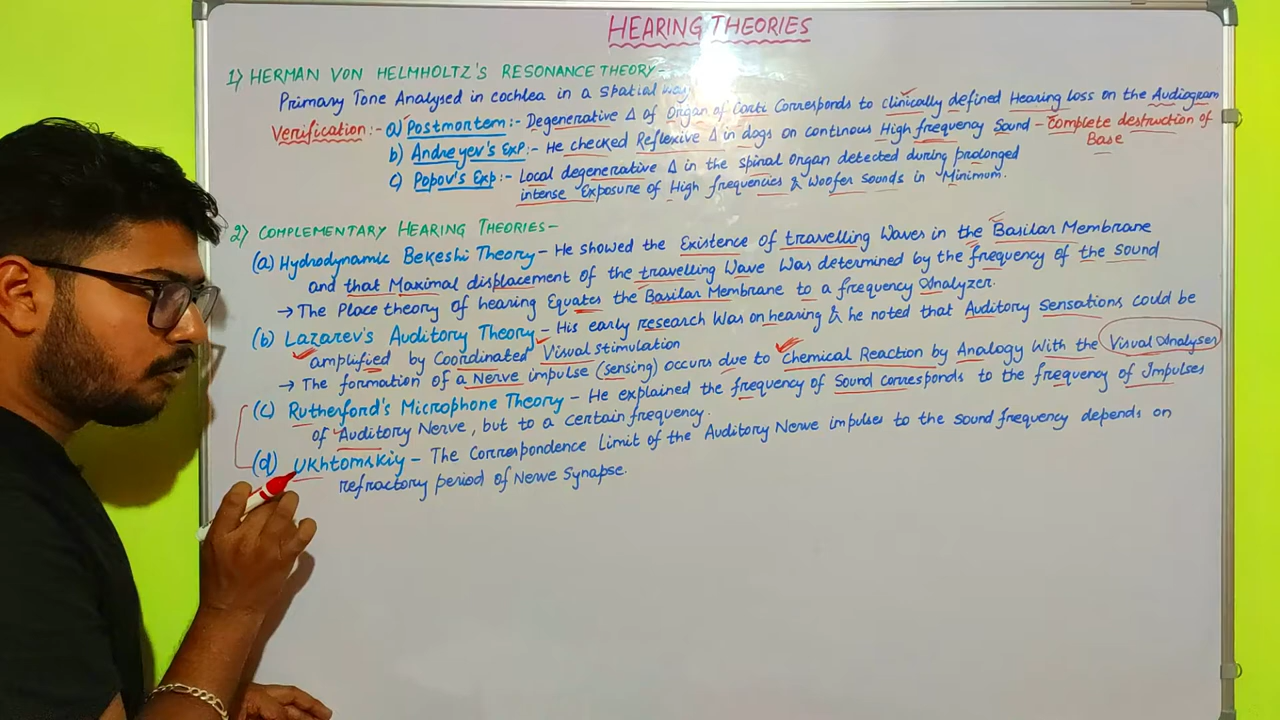 HEARING THEORIES
1) HERMAN VON HELMHOLTZ'S RESONANCE THEORY-
Primary Tone Analysed in cochlea in a spatial way
Verification:- a) Postmortem:- Degenerative Δ of Organ of Corti Corresponds to clinically defined Hearing loss on the Audiogram
b) Andreyev's Exp:- He checked Reflexive Δ in dogs on continous High frequency Sound - Complete destruction of Base
c) Popov's Exp:- Local degenerative Δ in the spinal Organ detected during prolonged
intense Exposure of High frequencies & Woofer Sounds in Minimum.
2) COMPLEMENTARY HEARING THEORIES-
(a) Hydrodynamic Bekeshi Theory- He showed the Existence of travelling Waves in the Basilar Membrane
and that Maximal displacement of the travelling Wave Was determined by the frequency of the Sound
→ The Place theory of hearing Equates the Basilar Membrane to a frequency Analyzer.
(b) Lazarev's Auditory Theory- His early research Was on hearing & he noted that Auditory Sensations could be
amplified by Coordinated Visual stimulation
→ The formation of a Nerve impulse (sensing) occurs due to Chemical Reaction by Analogy With the Visual Analyser
(c) Rutherford's Microphone Theory- He explained the frequency of Sound corresponds to the frequency of Impulses
of Auditory Nerve, but to a certain frequency.
(d) Ukhtomskiy- The Correspondence Limit of the Auditory Nerve impulses to the sound frequency depends on
refractory period of Nerve Synapse.